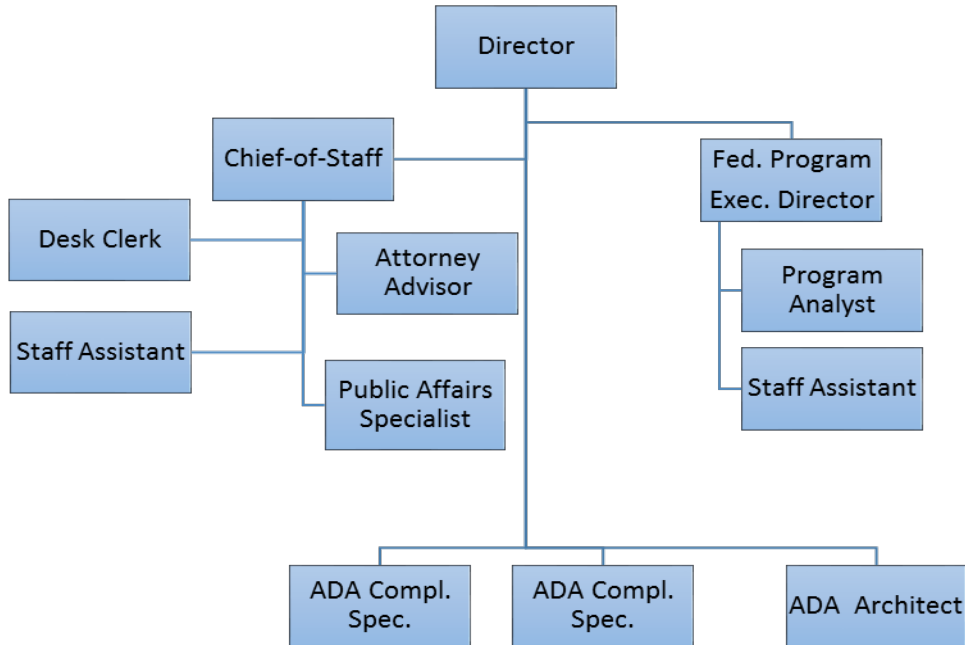 Director
Chief-of-Staff
Fed. Program
Exec. Director
Desk Clerk
Attorney
Advisor
Program
Analyst
Staff Assistant
Public Affairs
Specialist
Staff Assistant
ADA Compl.
Spec.
ADA Compl.
Spec.
ADA Architect